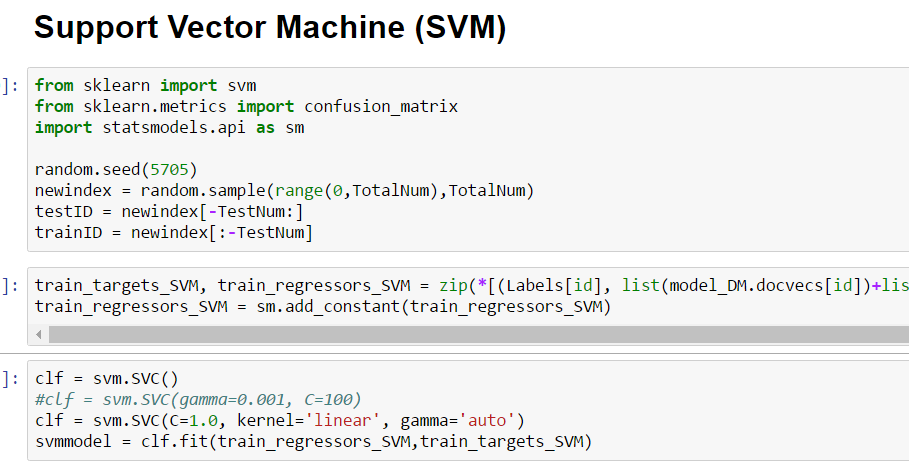 Support Vector Machine (SVM)
]: from sklearn import svm
from sklearn.metrics import confusion_matrix
import statsmodels.api as sm
random.seed(5705)
newindex = random.sample(range(0,TotalNum),TotalNum)
testID = newindex[-TestNum:]
trainID = newindex[:-TestNum]
]: train_targets_SVM, train_regressors_SVM = zip(*[(Labels[id], list(model_DM.docvecs[id])+lis
train_regressors_SVM = sm.add_constant(train_regressors_SVM)
]: clf = svm.SVC()
#clf = svm.SVC(gamma=0.001, C=100)
clf = svm.SVC(C=1.0, kernel='linear', gamma='auto')
svmmodel = clf.fit(train_regressors_SVM,train_targets_SVM)